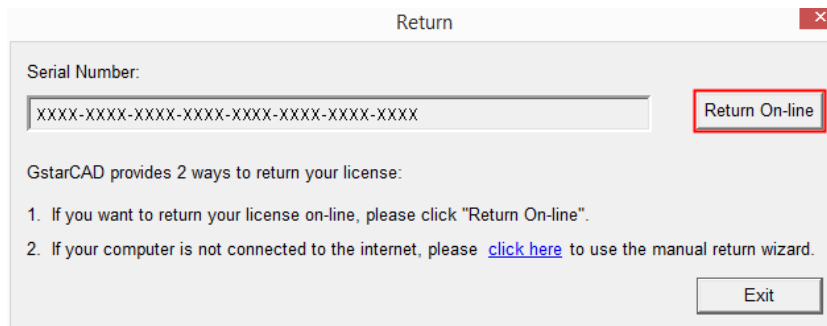 Return
Serial Number:
XXXX-XXXX-XXXX-XXXX-XXXX-XXXX-XXXX-XXXX
Return On-line
GstarCAD provides 2 ways to return your license:
1. If you want to return your license on-line, please click "Return On-line".
2. If your computer is not connected to the internet, please click here to use the manual return wizard.
Exit